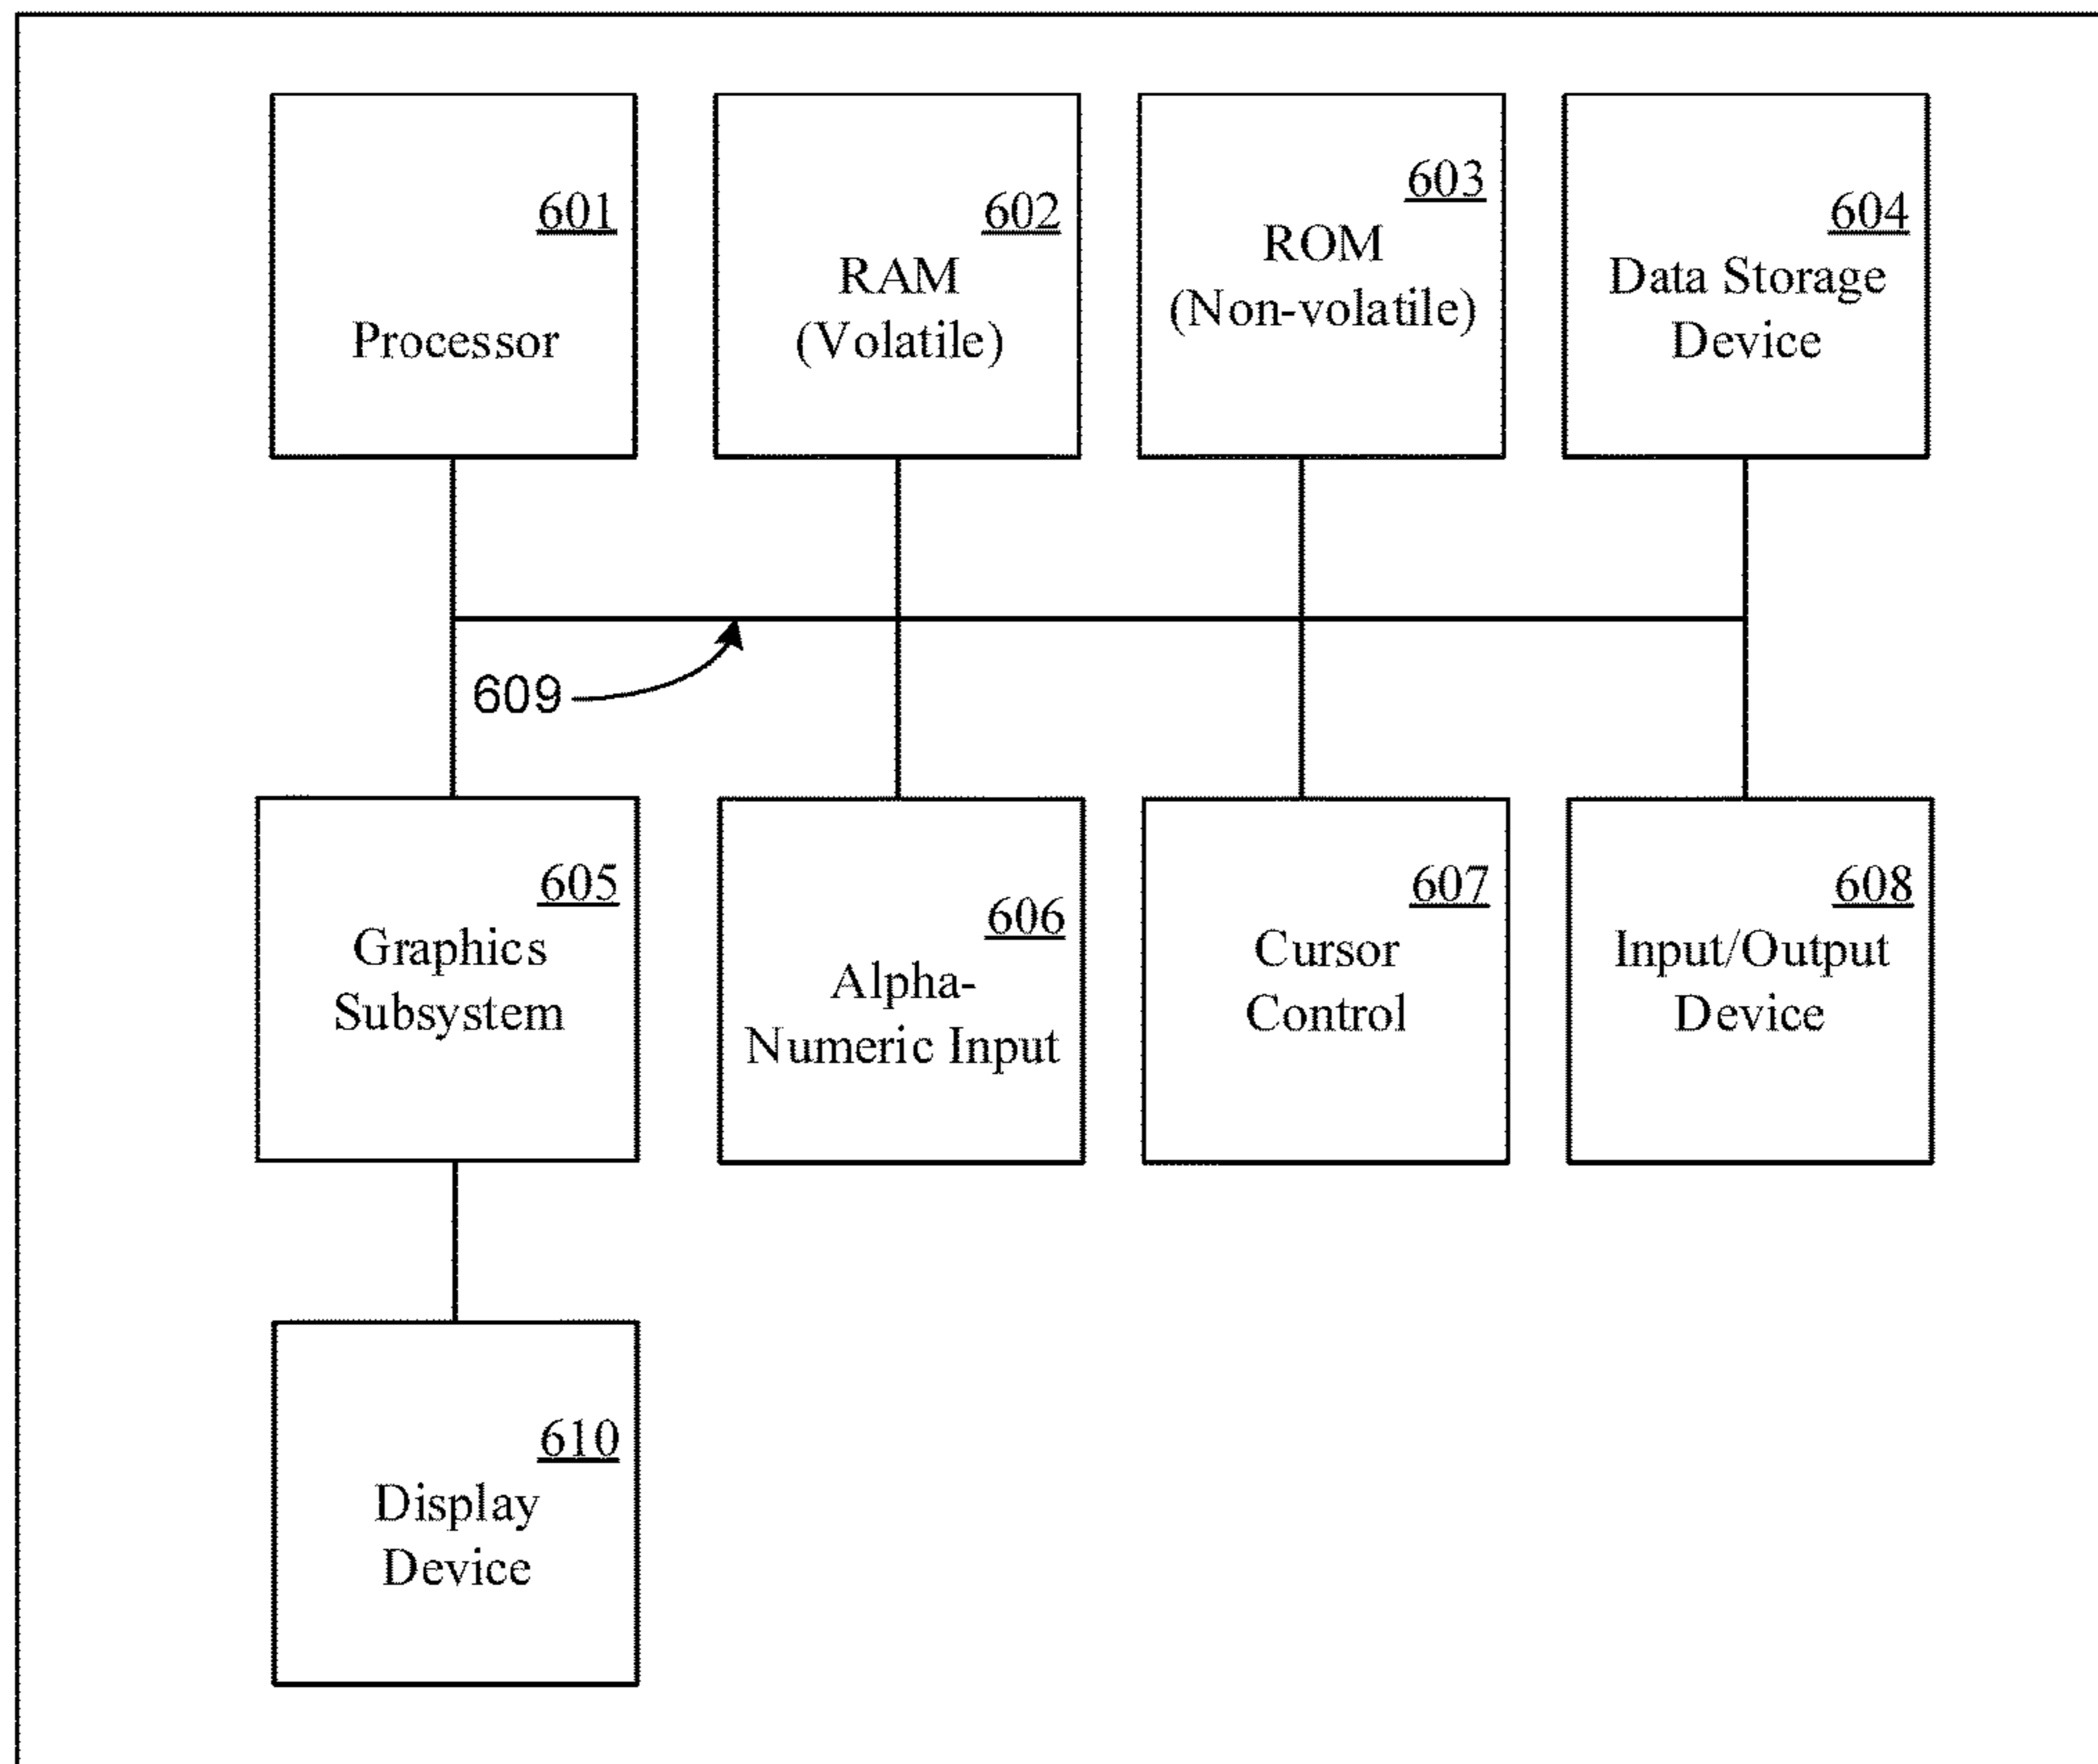 601
Processor
602
RAM
(Volatile)
603
ROM
(Non-volatile)
604
Data Storage
Device
609
605
Graphics
Subsystem
606
Alpha-
Numeric Input
607
Cursor
Control
608
Input/Output
Device
610
Display
Device